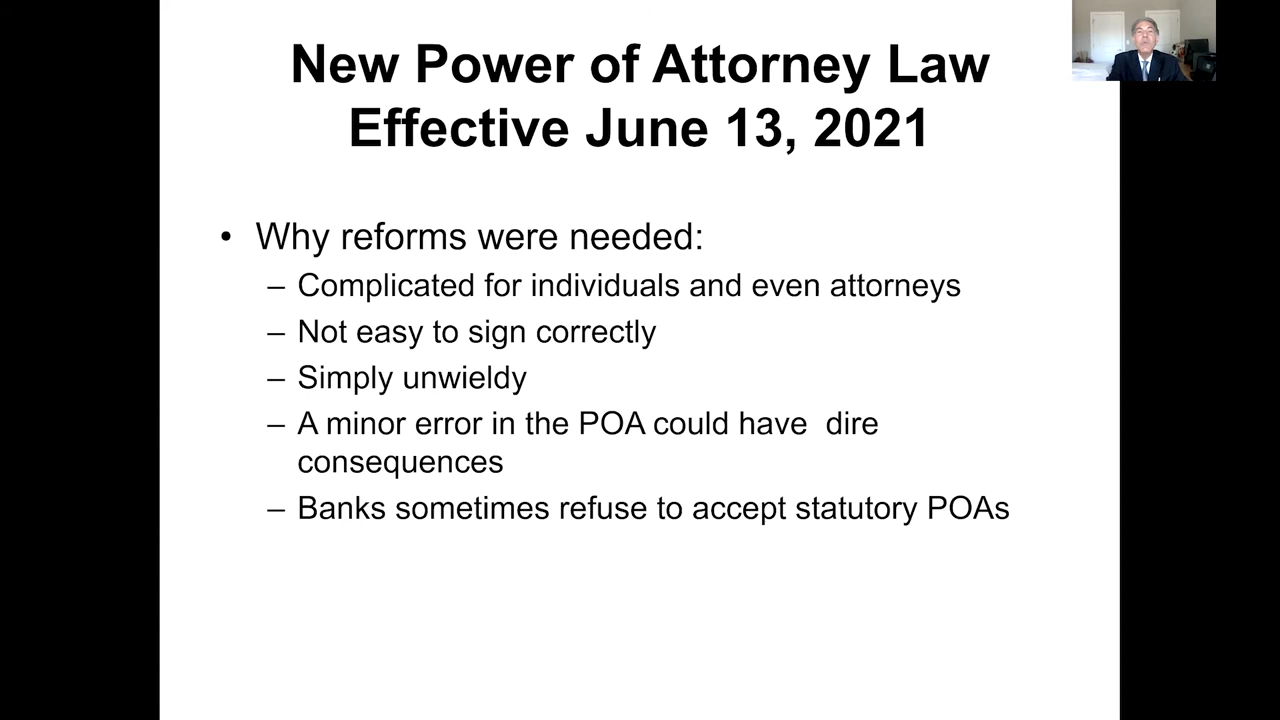 New Power of Attorney Law
Effective June 13, 2021
• Why reforms were needed:
– Complicated for individuals and even attorneys
– Not easy to sign correctly
– Simply unwieldy
– A minor error in the POA could have  dire
consequences
– Banks sometimes refuse to accept statutory POAs